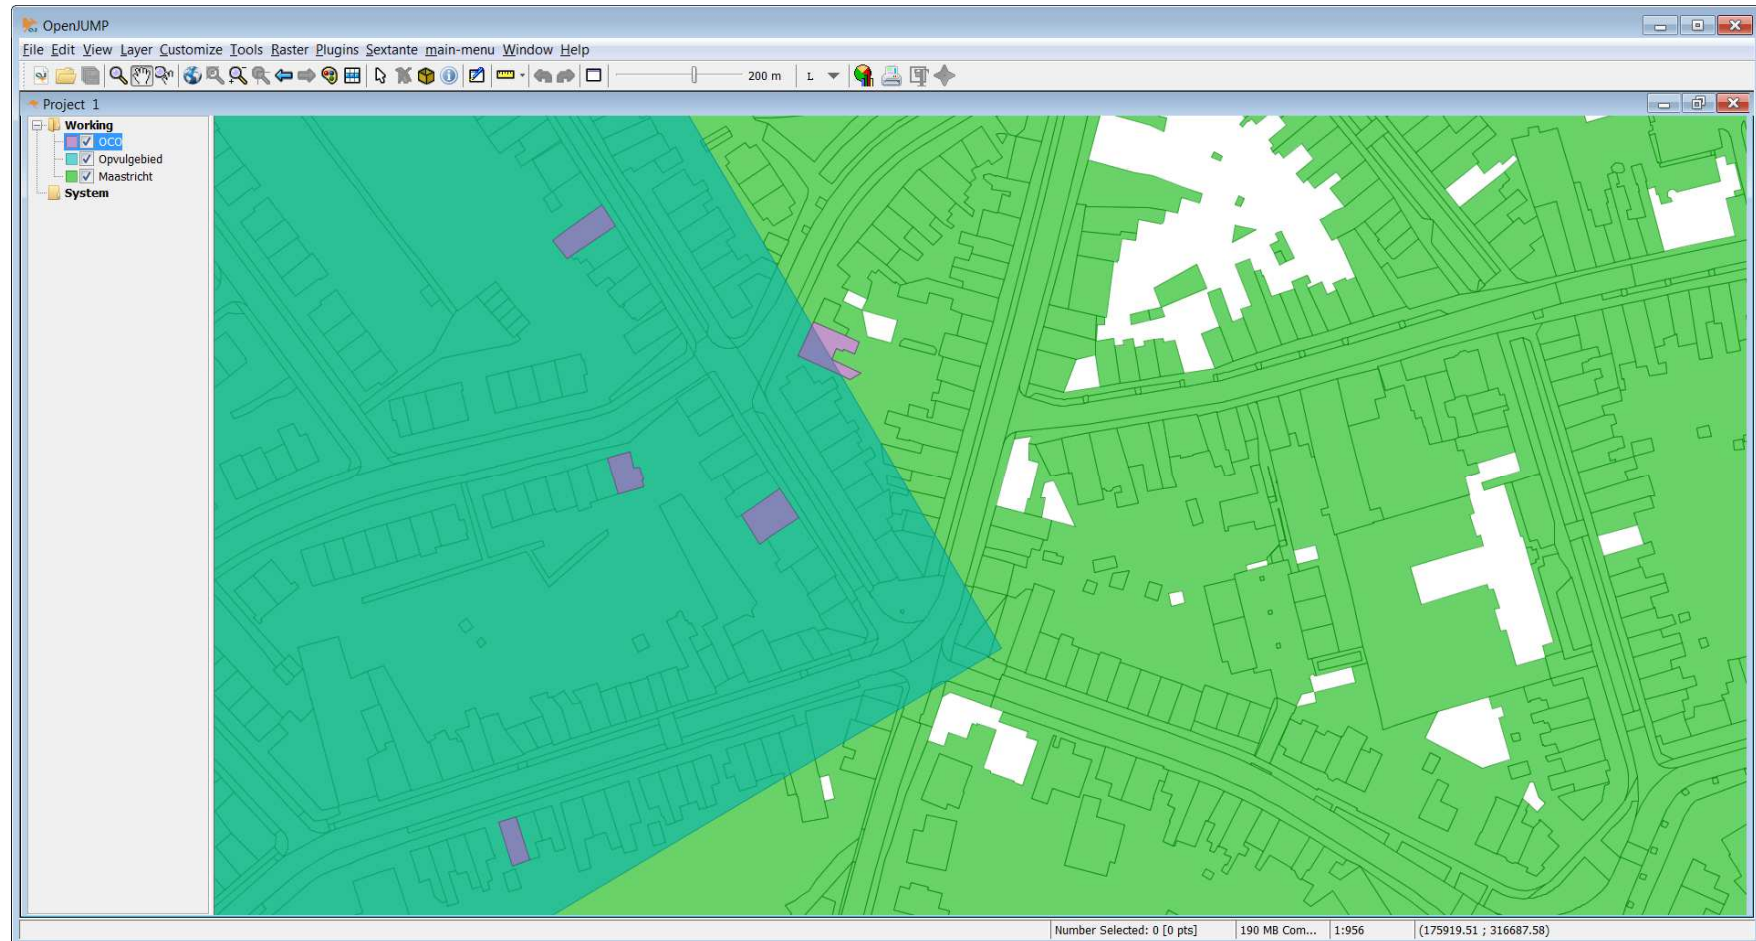 OpenJUMP
File Edit View Layer Customize Tools Raster Plugins Sextante main-menu Window Help
200 m L
Project 1
Working
OCO
Opvulgebied
Maastricht
System
Number Selected: 0 [0 pts] 190 MB Com... 1:956 (175919.51 ; 316687.58)